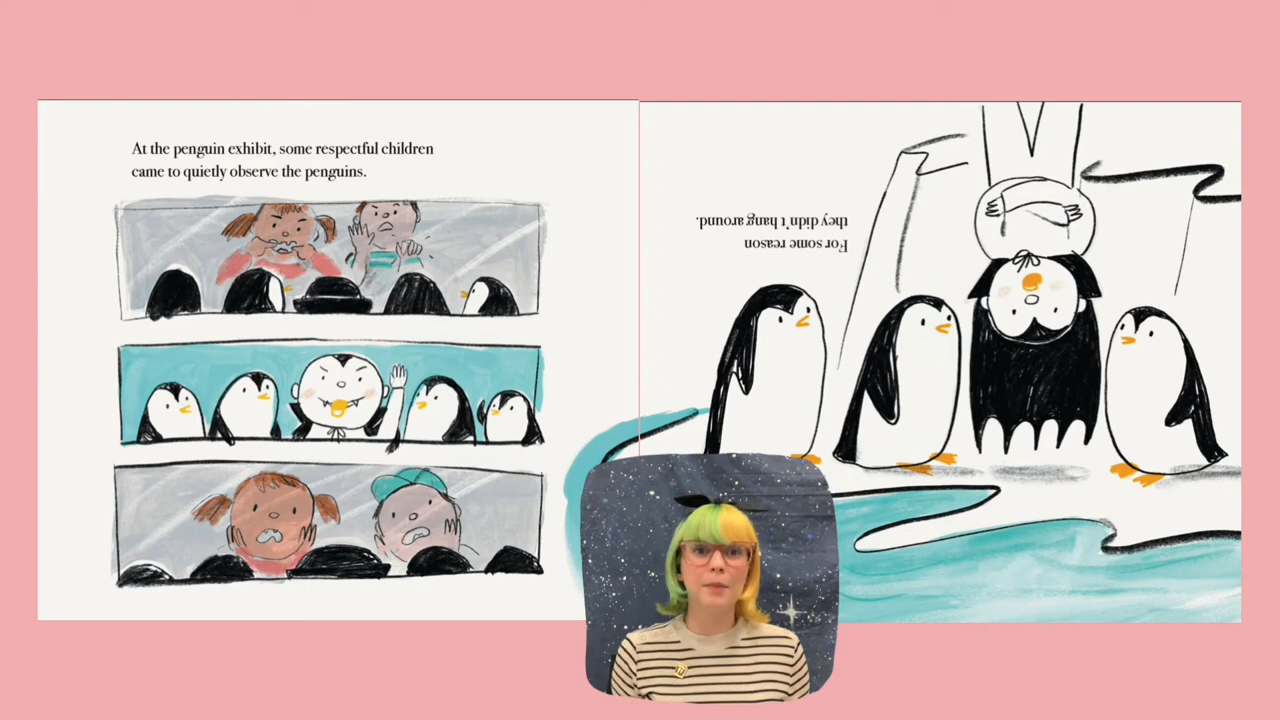 At the penguin exhibit, some respectful children
came to quietly observe the penguins.
For some reason
they didn't hang around.